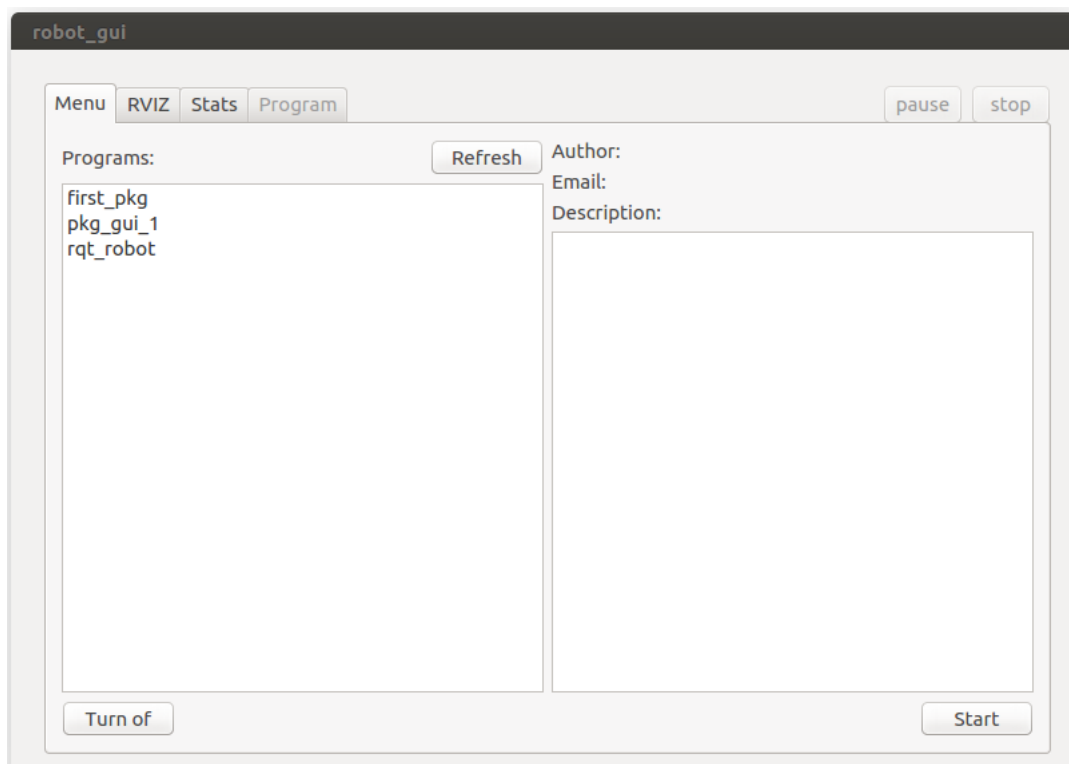 robot_gui
Menu RVIZ Stats Program pause stop
Programs: Refresh
first_pkg
pkg_gui_1
rqt_robot
Author:
Email:
Description:
Turn of Start